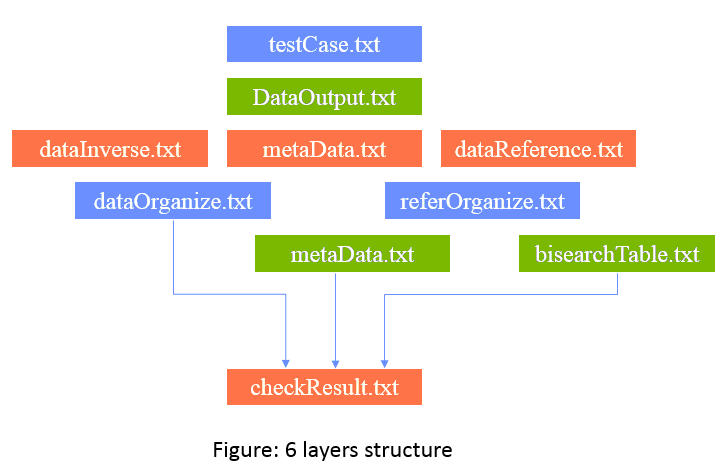 testCase.txt
DataOutput.txt
dataInverse.txt
metaData.txt
dataReference.txt
dataOrganize.txt
referOrganize.txt
metaData.txt
bisearchTable.txt
checkResult.txt
Figure: 6 layers structure